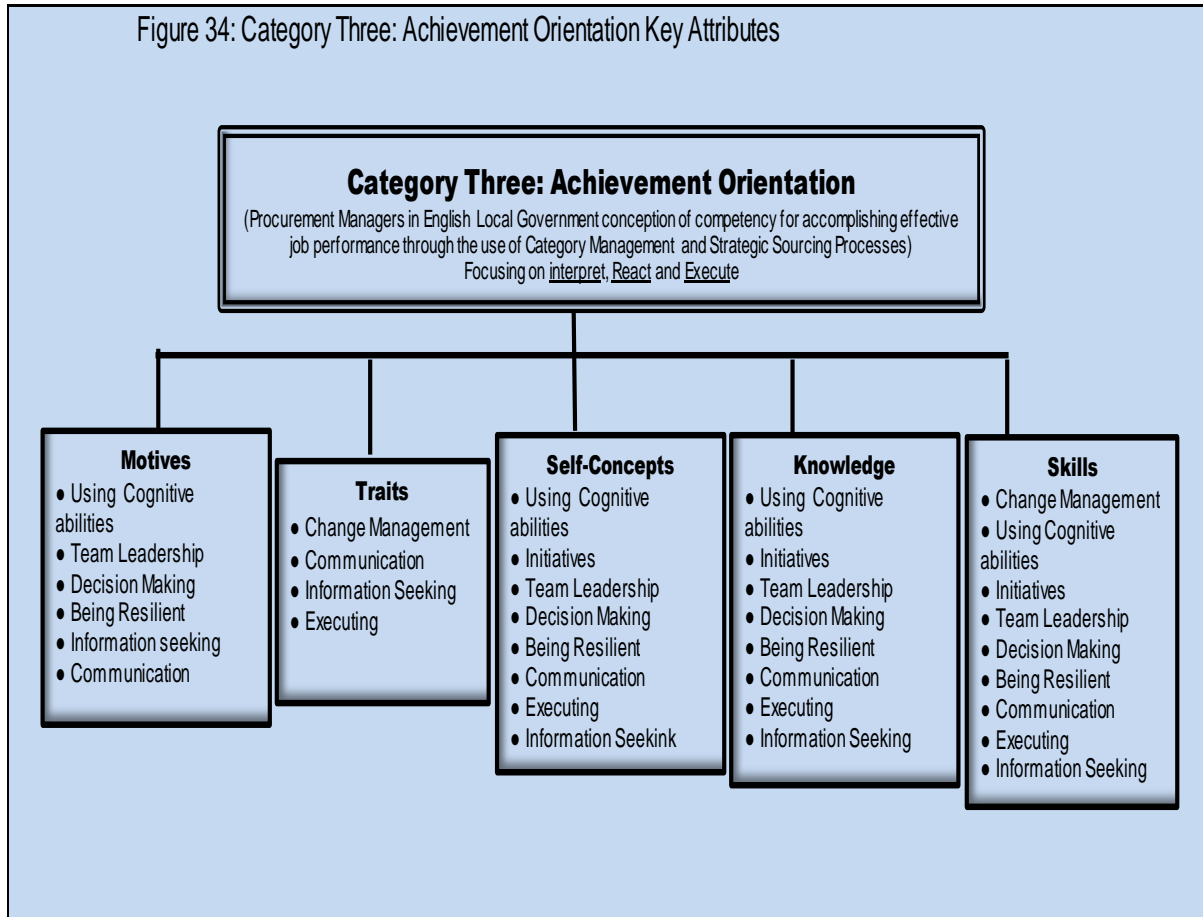 Figure 34: Category Three: Achievement Orientation Key Attributes
Category Three: Achievement Orientation
(Procurement Managers in English Local Government conception of competency for accomplishing effective
job performance through the use of Category Management and Strategic Sourcing Processes)
Focusing on interpret, React and Execute
Motives
● Using Cognitive
abilities
● Team Leadership
● Decision Making
● Being Resilient
● Information seeking
● Communication
Traits
● Change Management
● Communication
● Information Seeking
● Executing
Self-Concepts
● Using Cognitive
abilities
● Initiatives
● Team Leadership
● Decision Making
● Being Resilient
● Communication
● Executing
● Information Seekink
Knowledge
● Using Cognitive
abilities
● Initiatives
● Team Leadership
● Decision Making
● Being Resilient
● Communication
● Executing
● Information Seeking
Skills
● Change Management
● Using Cognitive
abilities
● Initiatives
● Team Leadership
● Decision Making
● Being Resilient
● Communication
● Executing
● Information Seeking